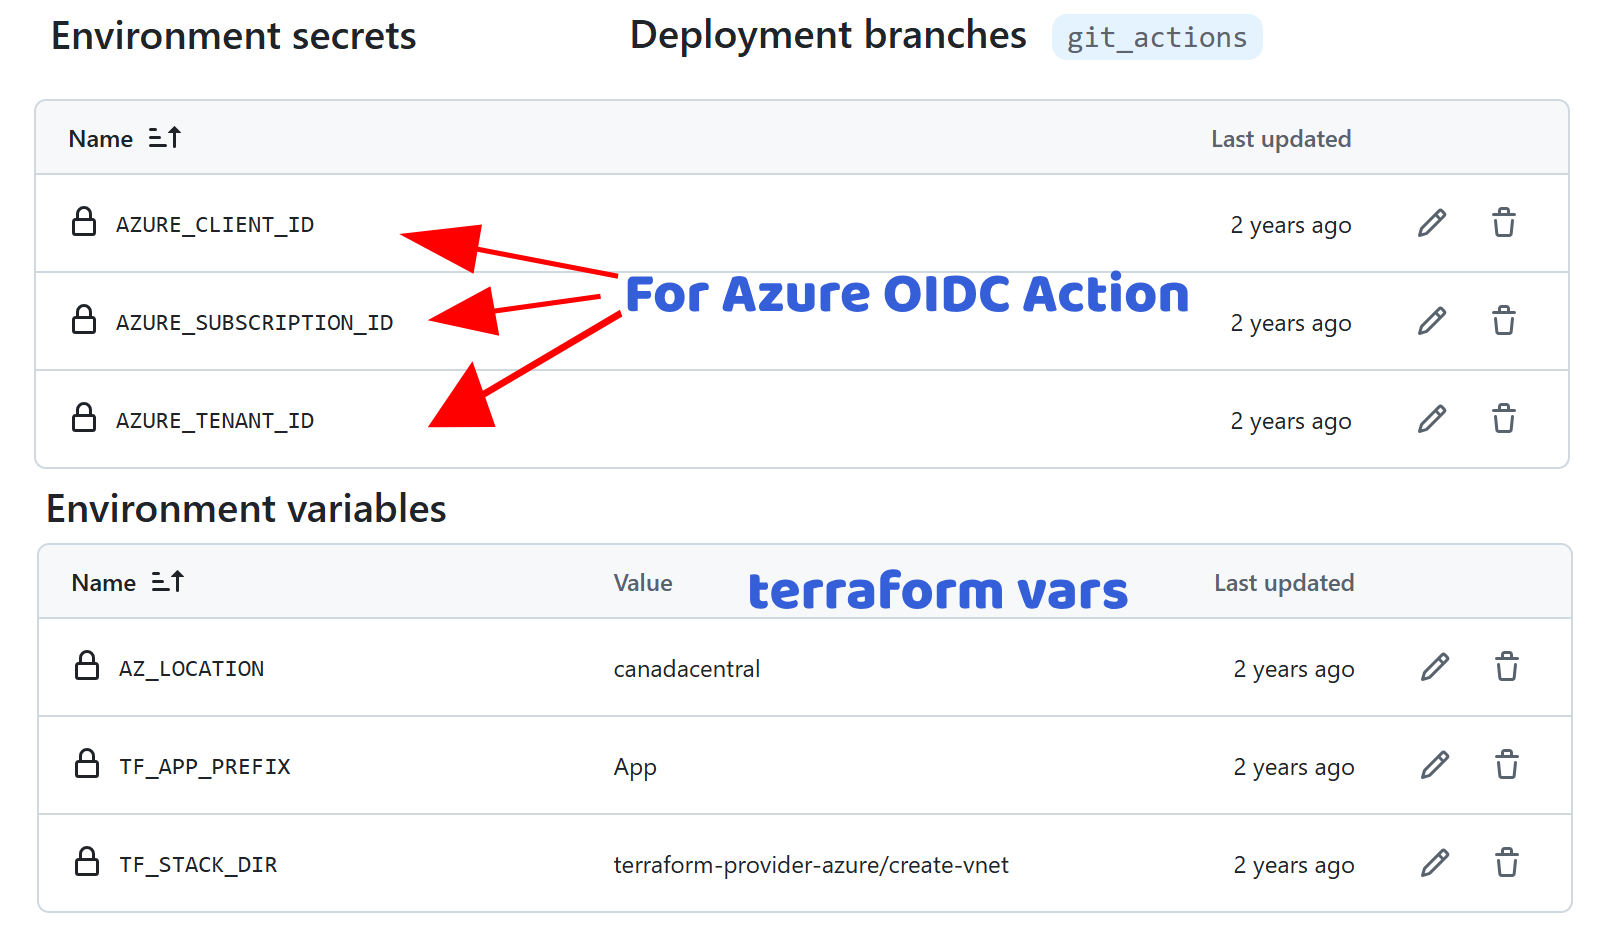 Environment secrets
Deployment branches git_actions
Name Last updated
AZURE_CLIENT_ID 2 years ago
For Azure OIDC Action
AZURE_SUBSCRIPTION_ID 2 years ago
AZURE_TENANT_ID 2 years ago
Environment variables
Name Value terraform vars Last updated
AZ_LOCATION canadacentral 2 years ago
TF_APP_PREFIX App 2 years ago
TF_STACK_DIR terraform-provider-azure/create-vnet 2 years ago